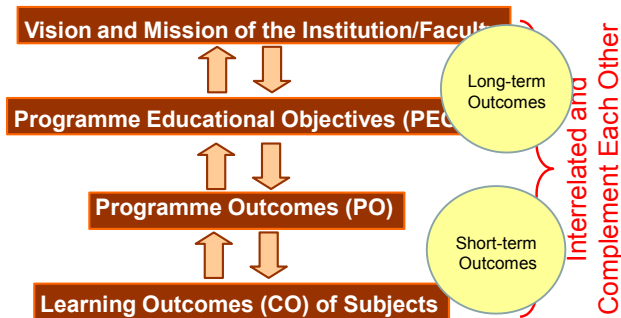 Vision and Mission of the Institution/Facul
Long-term
Outcomes
Programme Educational Objectives (PEO
Programme Outcomes (PO)
Short-term
Outcomes
Learning Outcomes (CO) of Subjects
Interrelated and
Complement Each Other